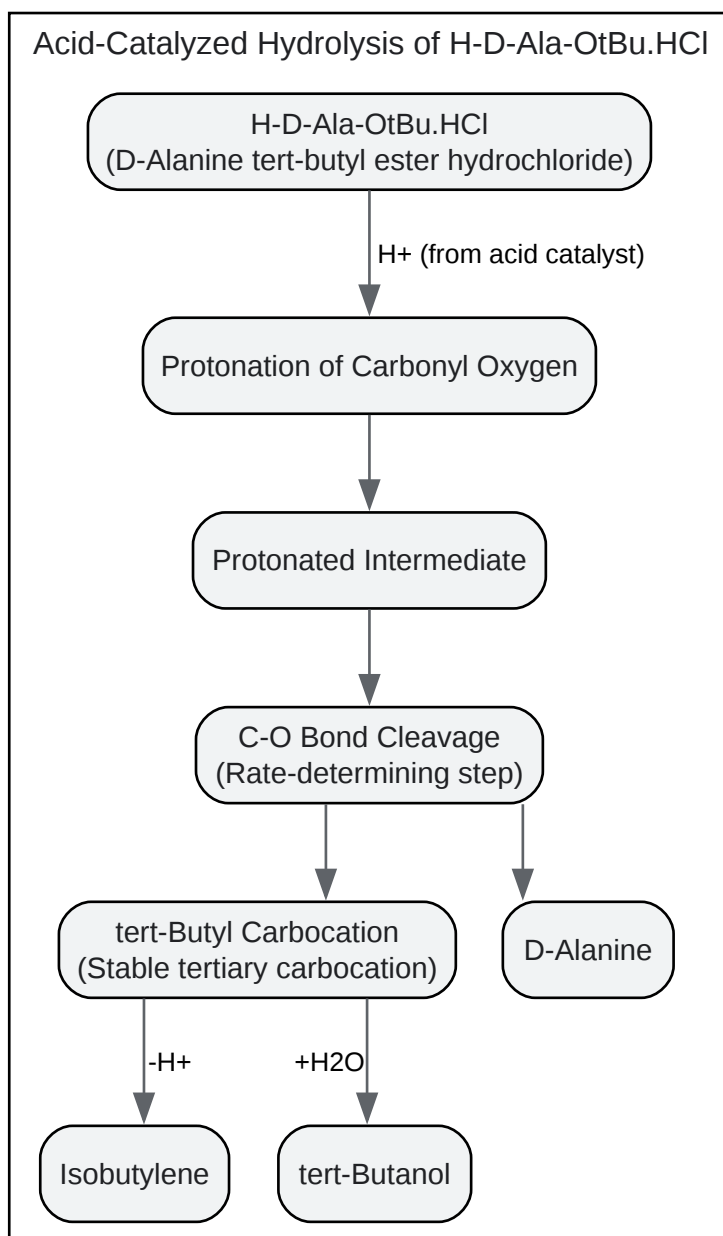 Acid-Catalyzed Hydrolysis of H-D-Ala-OtBu.HCl
H-D-Ala-OtBu.HCl
(D-Alanine tert-butyl ester hydrochloride)
H+ (from acid catalyst)
Protonation of Carbonyl Oxygen
Protonated Intermediate
C-O Bond Cleavage
(Rate-determining step)
tert-Butyl Carbocation
(Stable tertiary carbocation)
D-Alanine
-H+
+H2O
Isobutylene
tert-Butanol